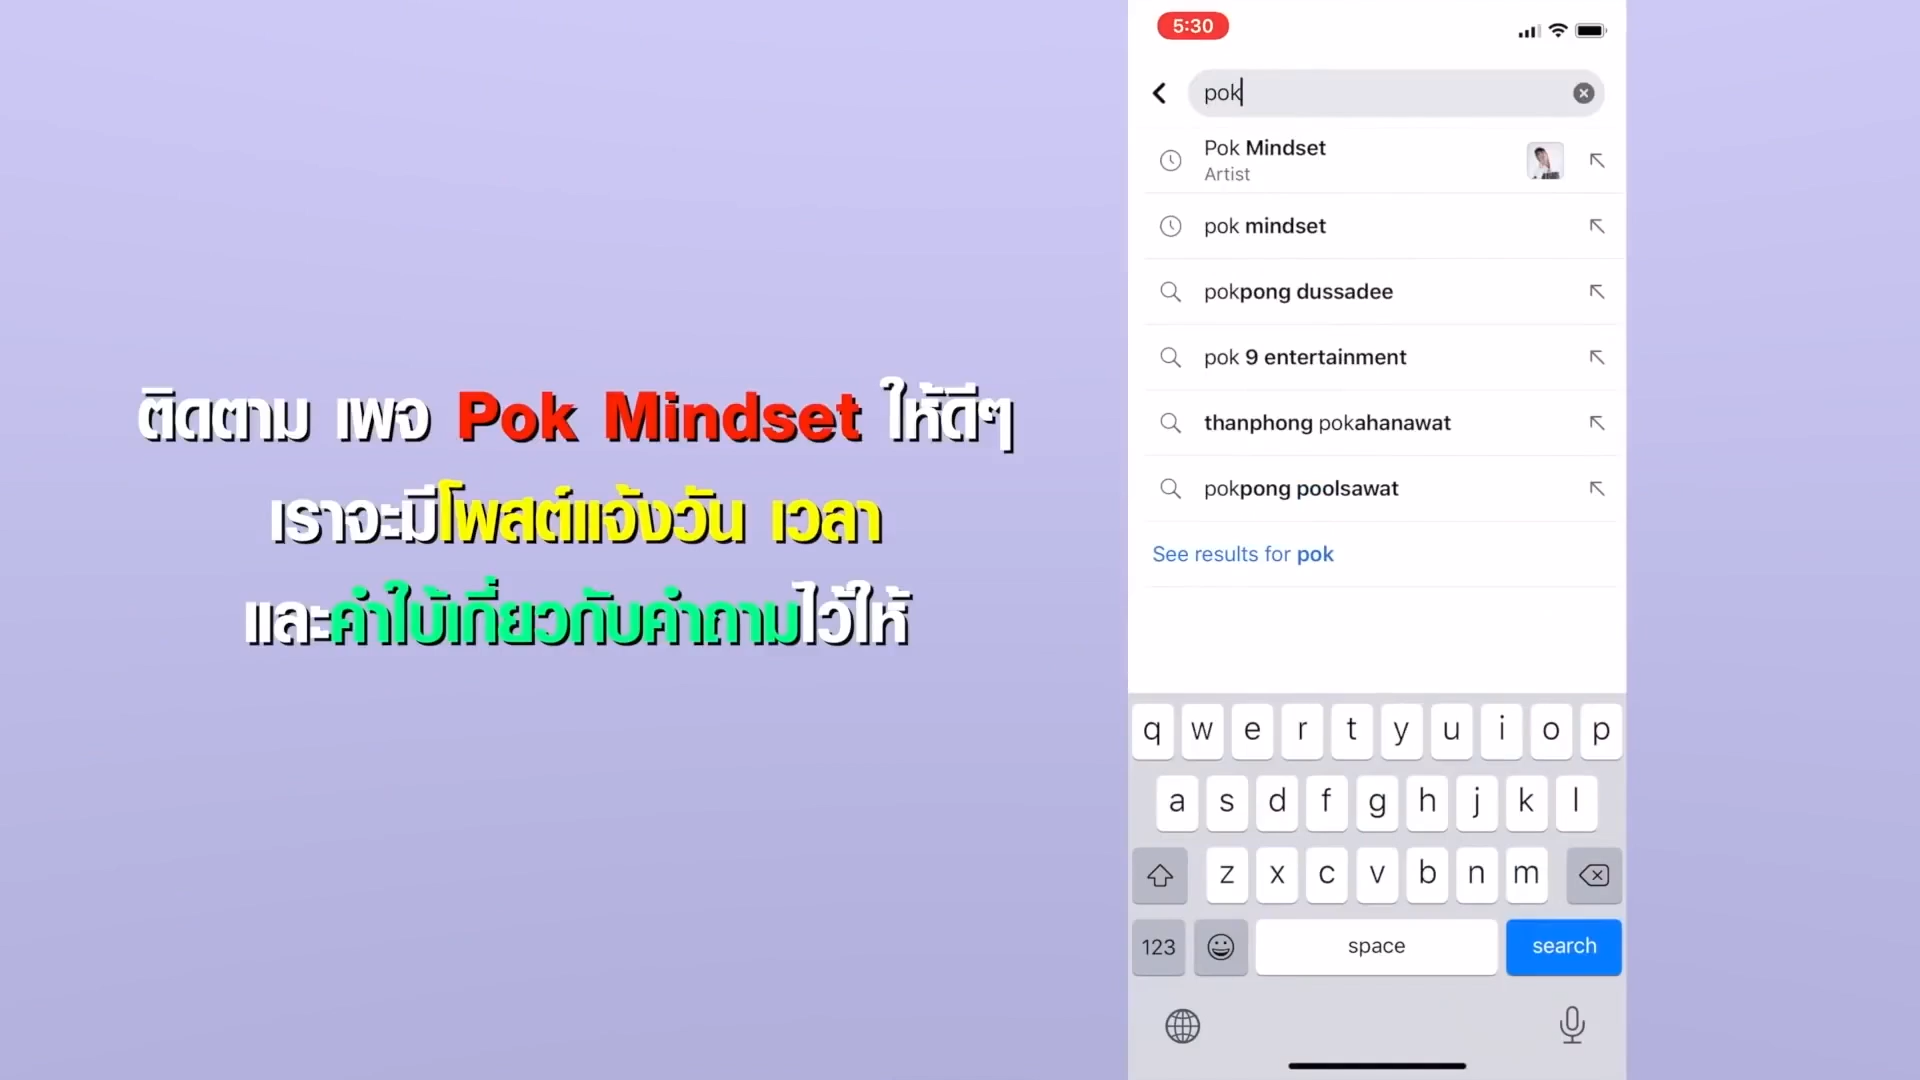 ติดตาม เพจ Pok Mindset ให้ดีๆ
เราจะมีโพสต์แจ้งวัน เวลา
และคำใบ้เกี่ยวกับคำถามไว้ให้
5:30
pok
Pok Mindset
Artist
pok mindset
pokpong dussadee
pok 9 entertainment
thanphong pokahanawat
pokpong poolsawat
See results for pok
q w e r t y u i o p
a s d f g h j k l
z x c v b n m
123 space search